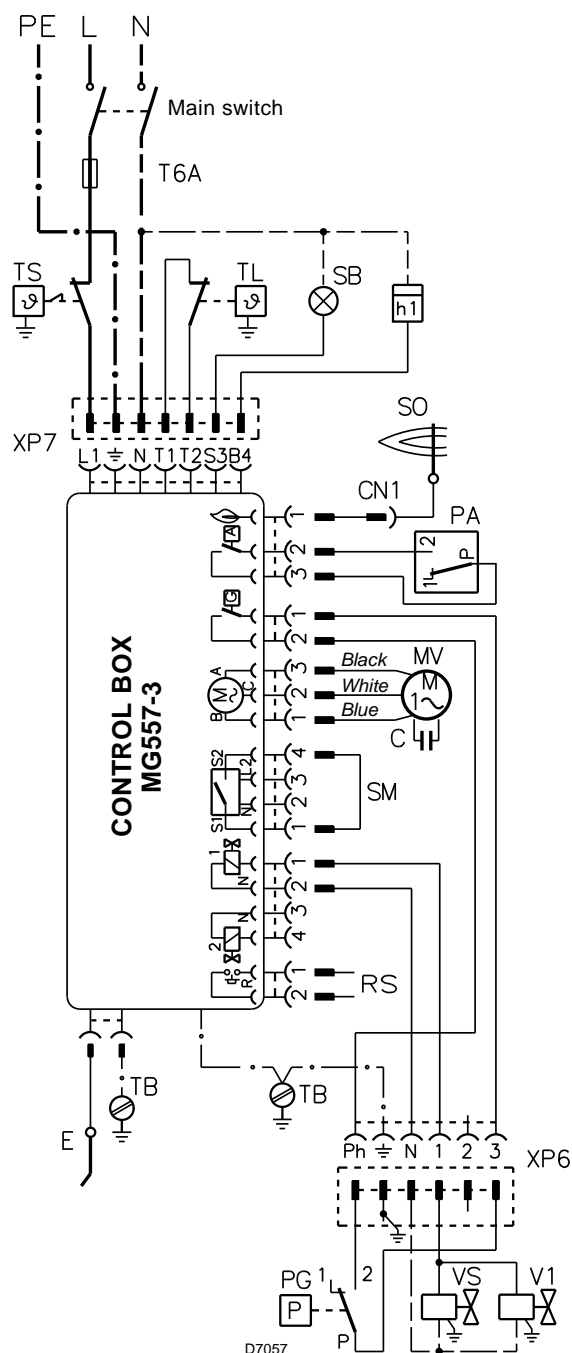 PE L N
Main switch
T6A
TS
ϑ
TL
ϑ
SB
h1
XP7
L1 N T1 T2 S3 B4
SO
CN1
1
PA
A
2
3
2
P
1
G
1
2
CONTROL BOX
MG557-3
A
M
C
B
3
2
1
Black
White
Blue
MV
M
1
C
S2
L2
N
S1
4
3
2
1
SM
1
N
1
2
N
2
3
4
R
1
2
RS
TB
TB
E
Ph N 1 2 3
XP6
PG
P
1
2
P
VS
V1
D7057